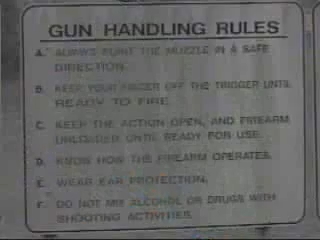 GUN HANDLING RULES
A. ALWAYS POINT THE MUZZLE IN A SAFE
DIRECTION.
B. KEEP YOUR FINGER OFF THE TRIGGER UNTIL
READY TO FIRE.
C. KEEP THE ACTION OPEN, AND FIREARM
UNLOADED UNTIL READY FOR USE.
D. KNOW HOW THE FIREARM OPERATES.
E. WEAR EAR PROTECTION.
F. DO NOT MIX ALCOHOL OR DRUGS WITH
SHOOTING ACTIVITIES.